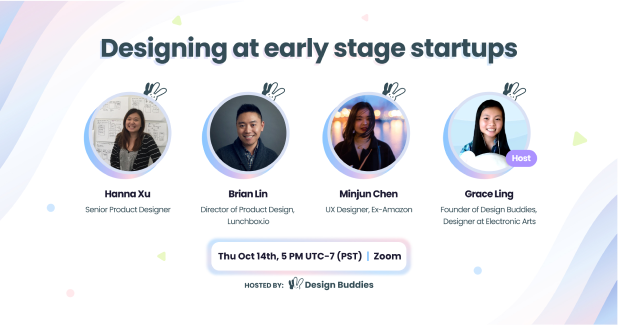 Designing at early stage startups
Host
Hanna Xu
Senior Product Designer
Brian Lin
Director of Product Design,
Lunchbox.io
Minjun Chen
UX Designer, Ex-Amazon
Grace Ling
Founder of Design Buddies,
Designer at Electronic Arts
Thu Oct 14th, 5 PM UTC-7 (PST) | Zoom
HOSTED BY: Design Buddies